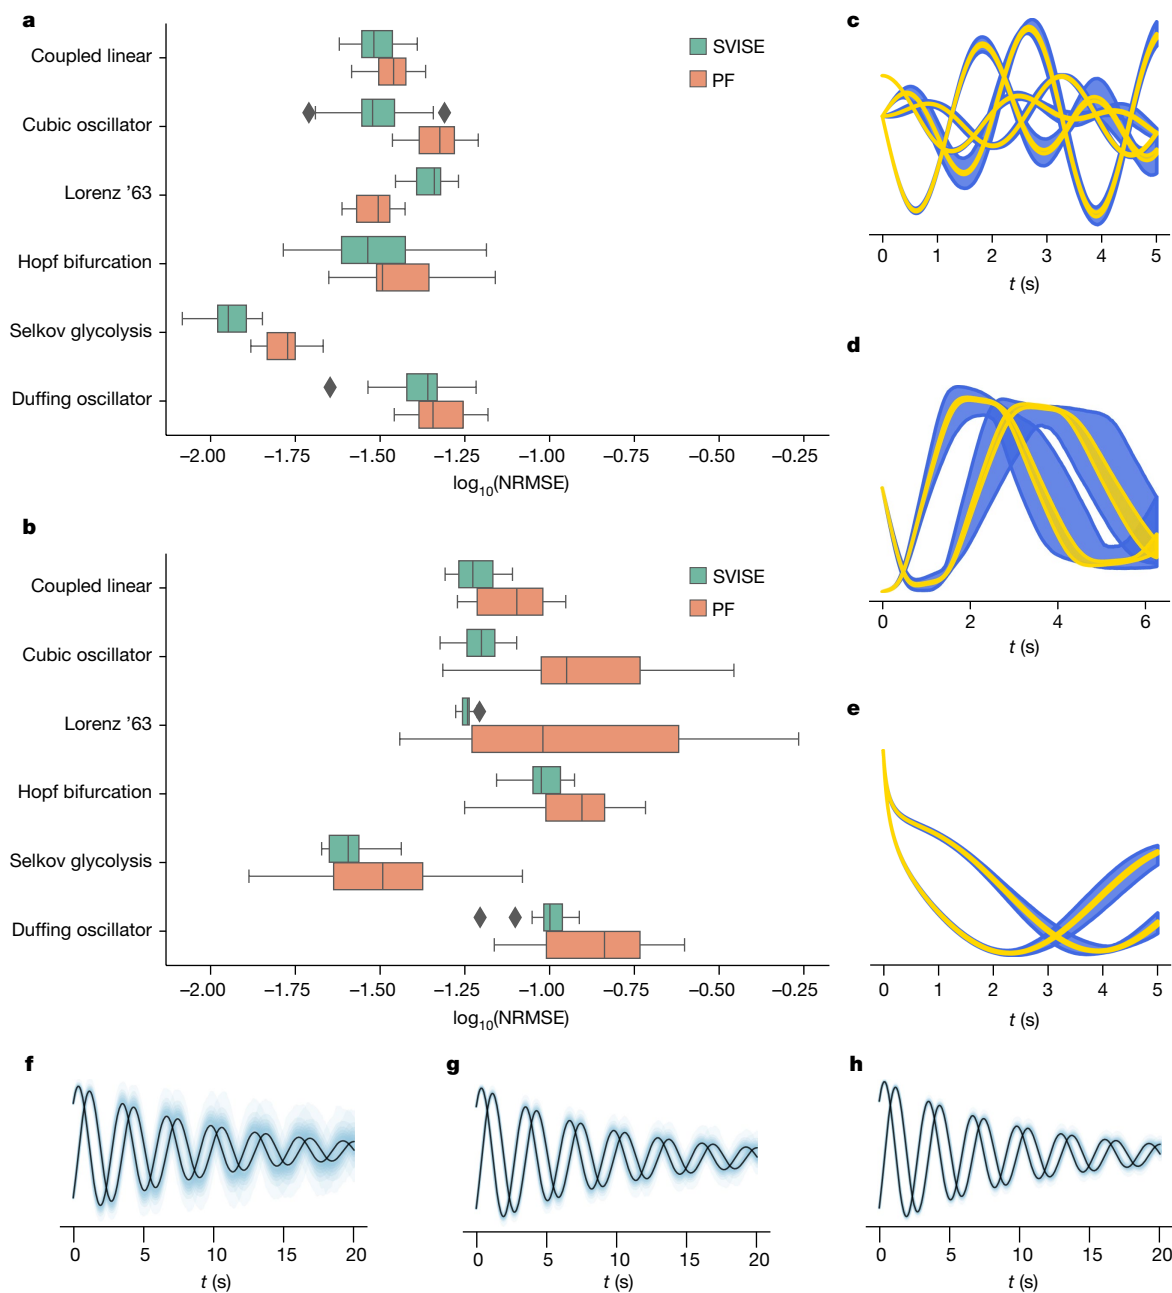 a
SVISE
PF
Coupled linear
Cubic oscillator
Lorenz ’63
Hopf bifurcation
Selkov glycolysis
Duffing oscillator
−2.00 −1.75 −1.50 −1.25 −1.00 −0.75 −0.50 −0.25
log10(NRMSE)
b
SVISE
PF
Coupled linear
Cubic oscillator
Lorenz ’63
Hopf bifurcation
Selkov glycolysis
Duffing oscillator
−2.00 −1.75 −1.50 −1.25 −1.00 −0.75 −0.50 −0.25
log10(NRMSE)
c
0 1 2 3 4 5
t (s)
d
0 2 4 6
t (s)
e
0 1 2 3 4 5
t (s)
f
0 5 10 15 20
t (s)
g
0 5 10 15 20
t (s)
h
0 5 10 15 20
t (s)